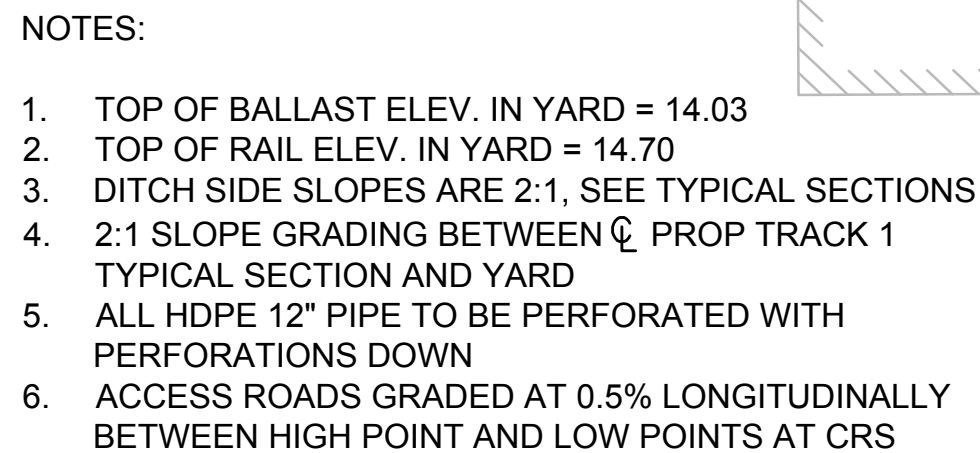 NOTES:
1. TOP OF BALLAST ELEV. IN YARD = 14.03
2. TOP OF RAIL ELEV. IN YARD = 14.70
3. DITCH SIDE SLOPES ARE 2:1, SEE TYPICAL SECTIONS
4. 2:1 SLOPE GRADING BETWEEN ℄ PROP TRACK 1
TYPICAL SECTION AND YARD
5. ALL HDPE 12" PIPE TO BE PERFORATED WITH
PERFORATIONS DOWN
6. ACCESS ROADS GRADED AT 0.5% LONGITUDINALLY
BETWEEN HIGH POINT AND LOW POINTS AT CRS